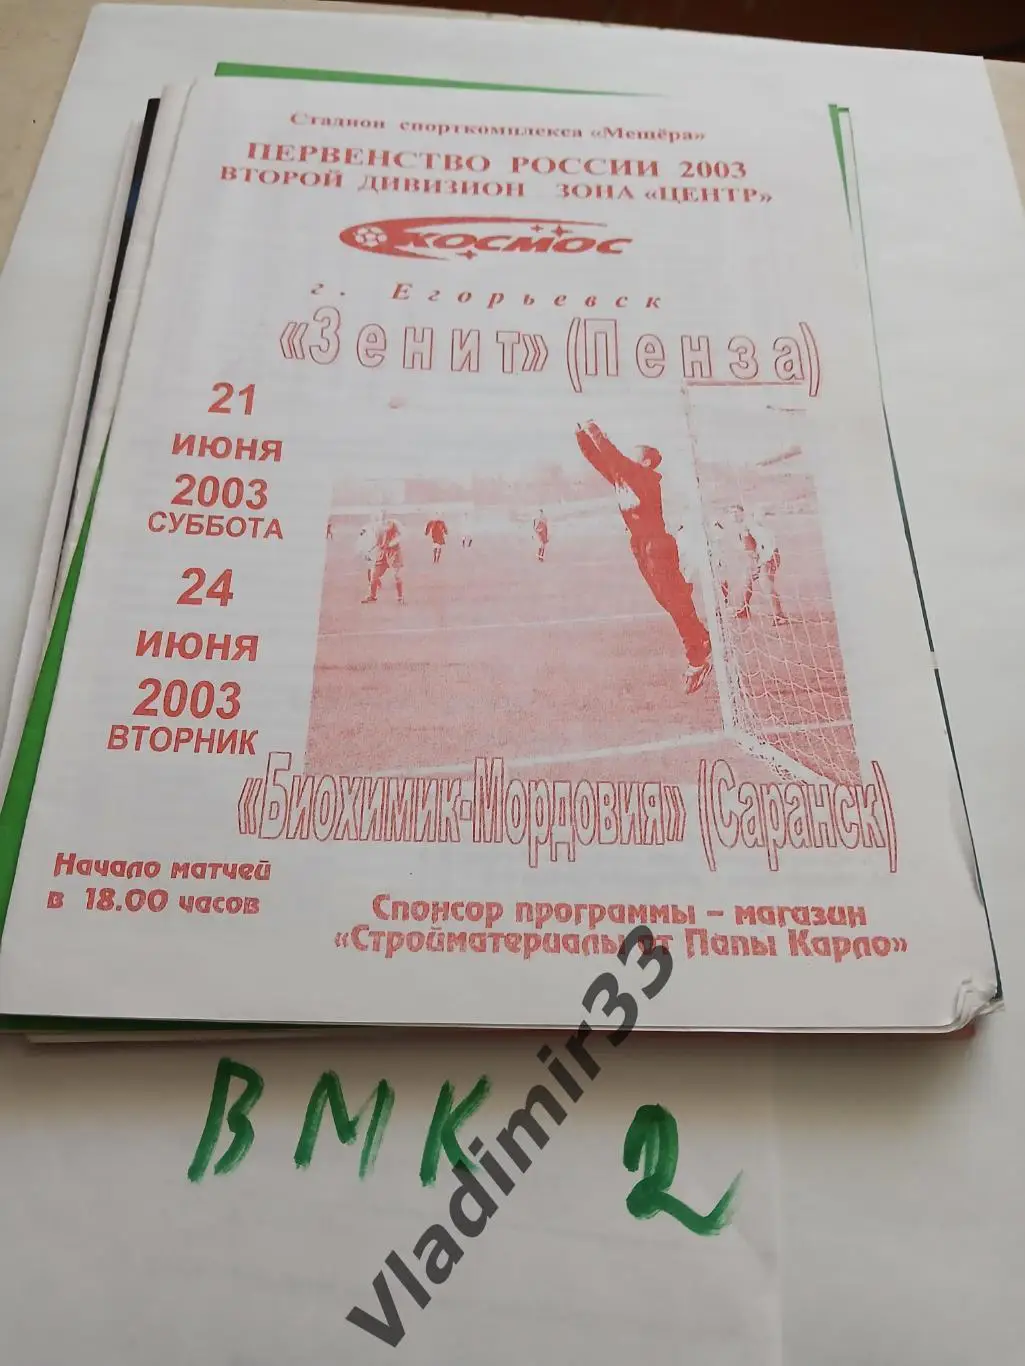 Стадион спорткомплекса «Мещёра»
ПЕРВЕНСТВО РОССИИ 2003
ВТОРОЙ ДИВИЗИОН ЗОНА «ЦЕНТР»
КОСМОС
г. Егорьевск
«Зенит» (Пенза)
21
ИЮНЯ
2003
СУББОТА
24
ИЮНЯ
2003
ВТОРНИК
«Биохимик-Мордовия» (Саранск)
Начало матчей
в 18.00 часов
Спонсор программы – магазин
«Стройматериалы от Папы Карло»
ВМК 2
Vladimir33